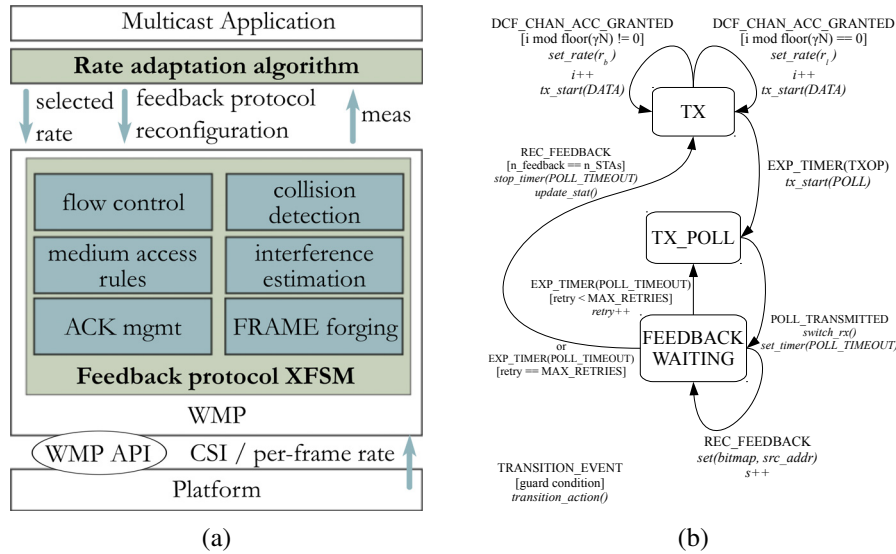 Multicast Application
Rate adaptation algorithm
selected
rate
feedback protocol
reconfiguration
meas
flow control
collision
detection
medium access
rules
interference
estimation
ACK mgmt
FRAME forging
Feedback protocol XFSM
WMP
WMP API
CSI / per-frame rate
Platform
(a)
DCF_CHAN_ACC_GRANTED
[i mod floor(γN) != 0]
set_rate(r_b )
i++
tx_start(DATA)
DCF_CHAN_ACC_GRANTED
[i mod floor(γN) == 0]
set_rate(r_l )
i++
tx_start(DATA)
TX
REC_FEEDBACK
[n_feedback == n_STAs]
stop_timer(POLL_TIMEOUT)
update_stat()
EXP_TIMER(TXOP)
tx_start(POLL)
TX_POLL
EXP_TIMER(POLL_TIMEOUT)
[retry < MAX_RETRIES]
retry++
POLL_TRANSMITTED
switch_rx()
set_timer(POLL_TIMEOUT)
FEEDBACK
WAITING
or
EXP_TIMER(POLL_TIMEOUT)
[retry == MAX_RETRIES]
REC_FEEDBACK
set(bitmap, src_addr)
s++
TRANSITION_EVENT
[guard condition]
transition_action()
(b)